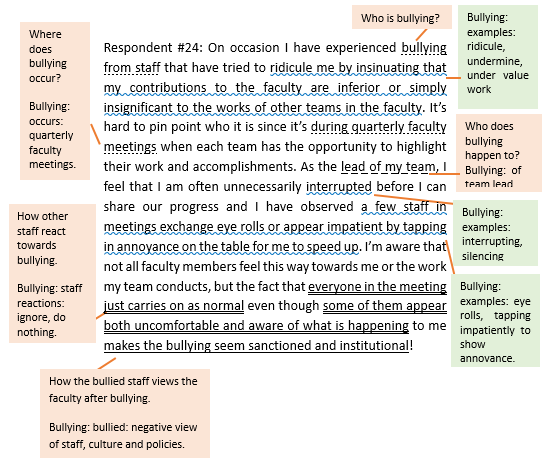 Who is bullying?
Bullying:
examples:
ridicule,
undermine,
under value
work
Where
does
bullying
occur?
Bullying:
occurs:
quarterly
faculty
meetings.
Respondent #24: On occasion I have experienced bullying
from staff that have tried to ridicule me by insinuating that
my contributions to the faculty are inferior or simply
insignificant to the works of other teams in the faculty. It's
hard to pin point who it is since it's during quarterly faculty
meetings when each team has the opportunity to highlight
their work and accomplishments. As the lead of my team, I
feel that I am often unnecessarily interrupted before I can
share our progress and I have observed a few staff in
meetings exchange eye rolls or appear impatient by tapping
in annoyance on the table for me to speed up. I'm aware that
not all faculty members feel this way towards me or the work
my team conducts, but the fact that everyone in the meeting
just carries on as normal even though some of them appear
both uncomfortable and aware of what is happening to me
makes the bullying seem sanctioned and institutional!
Who does
bullying
happen to?
Bullying: of
team lead
Bullying:
examples:
interrupting,
silencing
How other
staff react
towards
bullying.
Bullying: staff
reactions:
ignore, do
nothing.
Bullying:
examples: eye
rolls, tapping
impatiently to
show
annovance.
How the bullied staff views the
faculty after bullying.
Bullying: bullied: negative view
of staff, culture and policies.